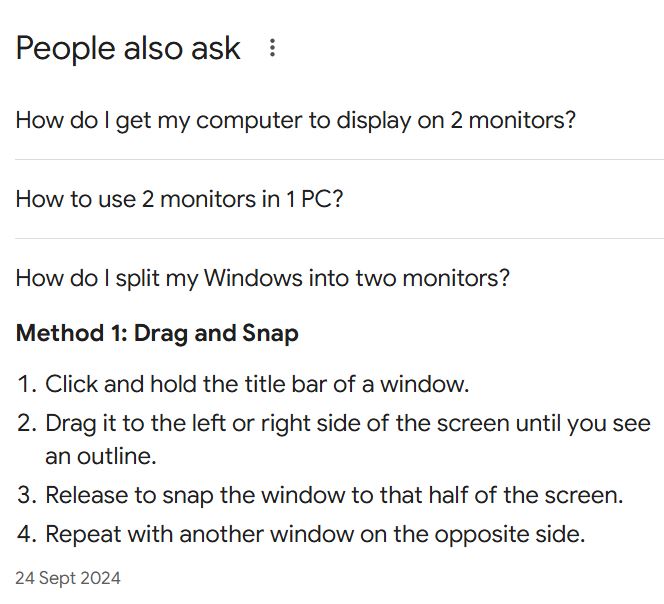 People also ask
How do I get my computer to display on 2 monitors?
How to use 2 monitors in 1 PC?
How do I split my Windows into two monitors?
Method 1: Drag and Snap
1. Click and hold the title bar of a window.
2. Drag it to the left or right side of the screen until you see
an outline.
3. Release to snap the window to that half of the screen.
4. Repeat with another window on the opposite side.
24 Sept 2024